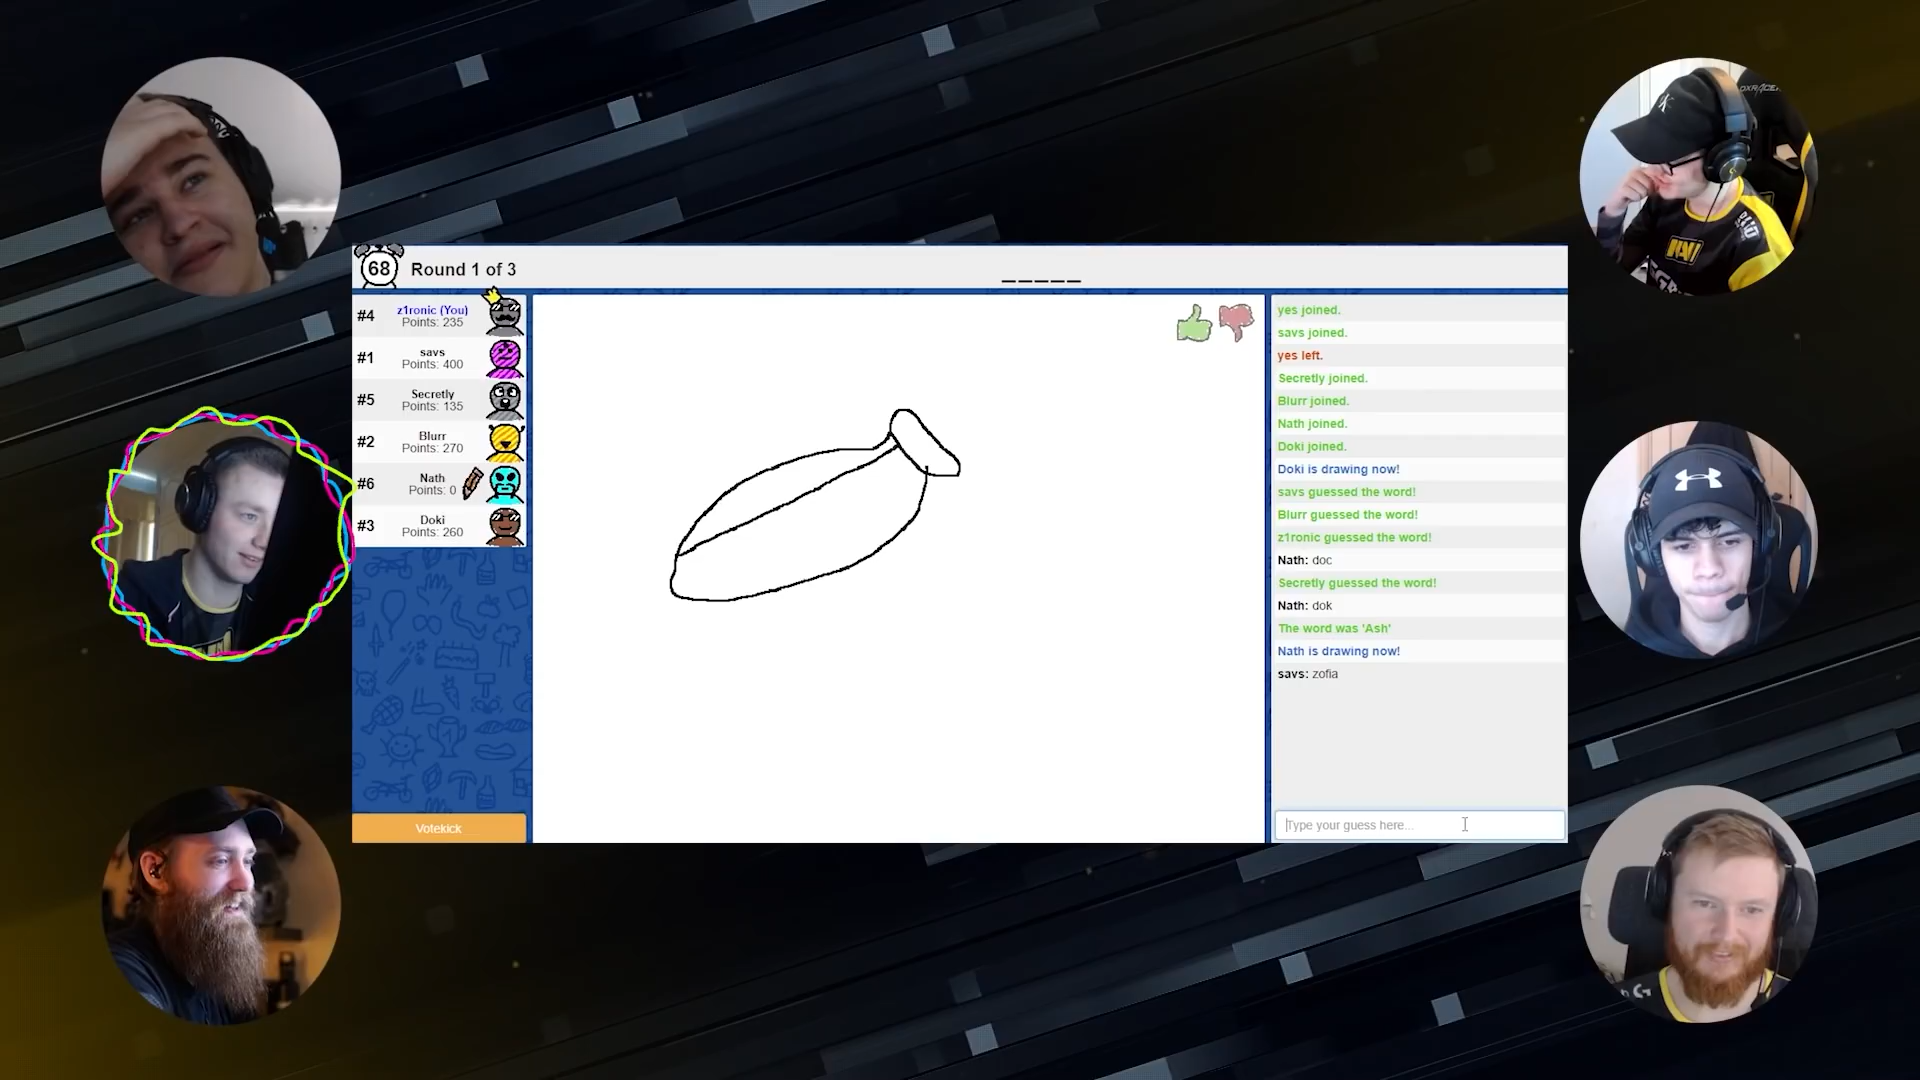 68
Round 1 of 3
_____
#4
z1ronic (You)
Points: 235
#1
savs
Points: 400
#5
Secretly
Points: 135
#2
Blurr
Points: 270
#6
Nath
Points: 0
#3
Doki
Points: 260
Votekick
yes joined.
savs joined.
yes left.
Secretly joined.
Blurr joined.
Nath joined.
Doki joined.
Doki is drawing now!
savs guessed the word!
Blurr guessed the word!
z1ronic guessed the word!
Nath: doc
Secretly guessed the word!
Nath: dok
The word was 'Ash'
Nath is drawing now!
savs: zofia
Type your guess here...
DXRACER